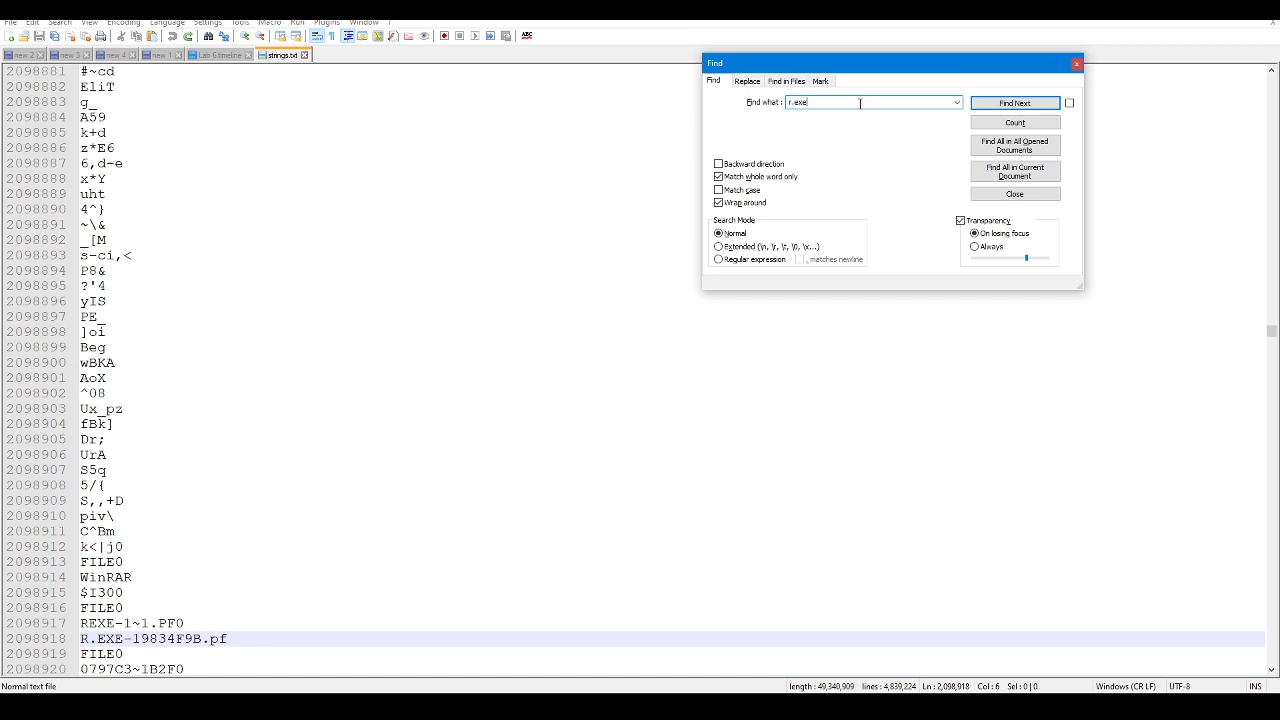 File Edit Search View Encoding Language Settings Tools Macro Run Plugins Window ?
new 2 new 3 new 4 new 1 Lab 6.timeline strings.txt
2098881 #~cd
2098882 EliT
2098883 g_
2098884 A59
2098885 k+d
2098886 z*E6
2098887 6,d-e
2098888 x*Y
2098889 uht
2098890 4^}
2098891 ~\&
2098892 _[M
2098893 s-ci,<
2098894 P8&
2098895 ?'4
2098896 yIS
2098897 PE_
2098898 ]oi
2098899 Beg
2098900 wBKA
2098901 AoX
2098902 ^08
2098903 Ux_pz
2098904 fBk]
2098905 Dr;
2098906 UrA
2098907 S5q
2098908 5/{
2098909 S,,+D
2098910 piv\
2098911 C^Bm
2098912 k<|j0
2098913 FILE0
2098914 WinRAR
2098915 $I300
2098916 FILE0
2098917 REXE-1~1.PF0
2098918 R.EXE-19834F9B.pf
2098919 FILE0
2098920 0797C3~1B2F0
Find
Find Replace Find in Files Mark
Find what : r.exe Find Next
Count
Find All in All Opened Documents
Find All in Current Document
Close
Backward direction
Match whole word only
Match case
Wrap around
Search Mode
Normal
Extended (\n, \r, \t, \0, \x...)
Regular expression . matches newline
Transparency
On losing focus
Always
Normal text file length : 49,340,909 lines : 4,839,224 Ln : 2,098,918 Col : 6 Sel : 0 | 0 Windows (CR LF) UTF-8 INS